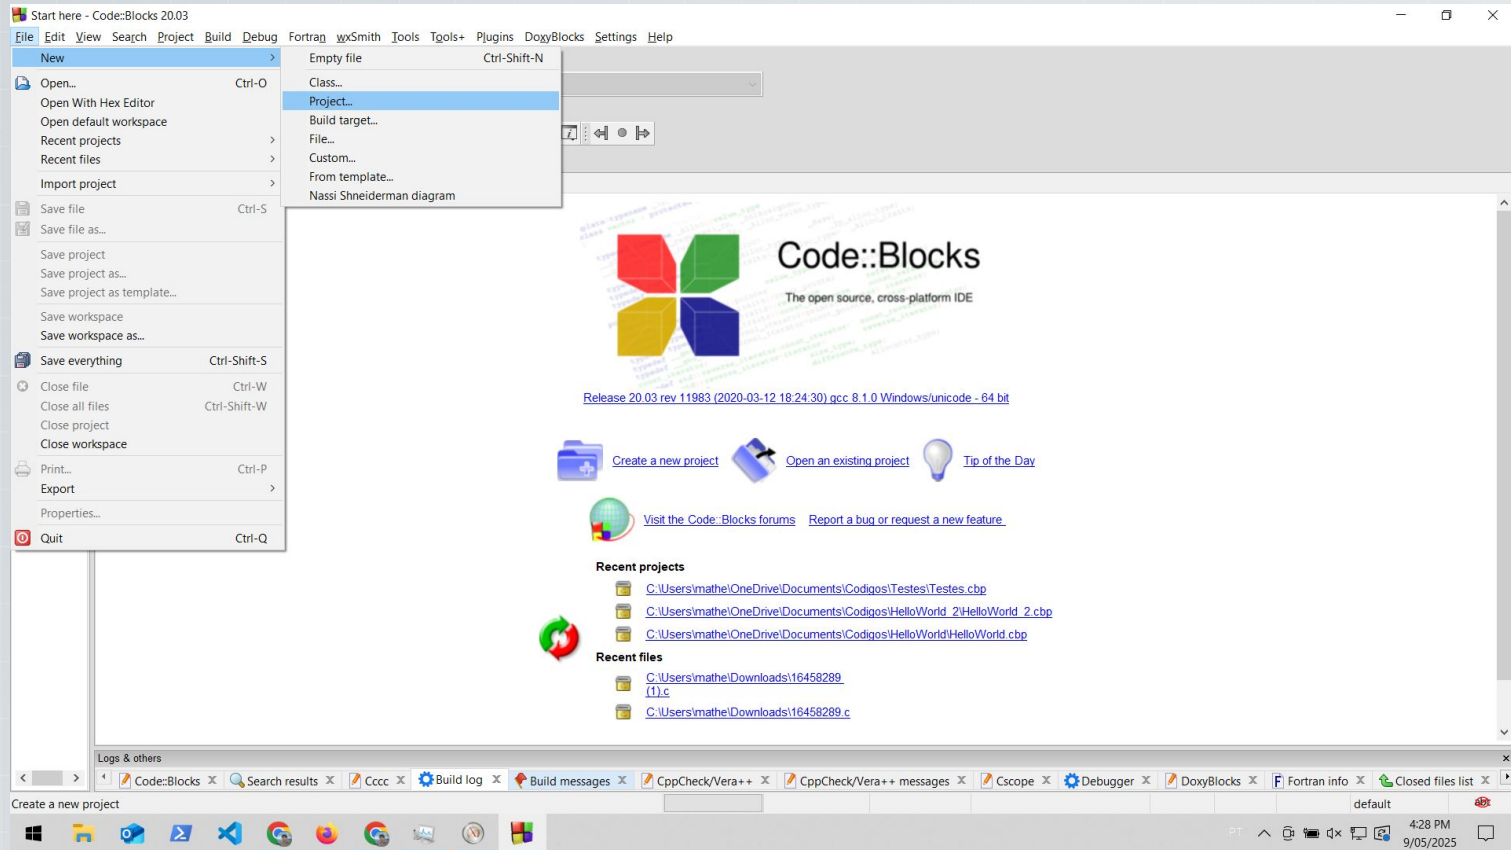 Start here - Code::Blocks 20.03
File Edit View Search Project Build Debug Fortran wxSmith Tools Tools+ Plugins DoxyBlocks Settings Help
New
Open... Ctrl-O
Open With Hex Editor
Open default workspace
Recent projects
Recent files
Import project
Save file Ctrl-S
Save file as...
Save project
Save project as...
Save project as template...
Save workspace
Save workspace as...
Save everything Ctrl-Shift-S
Close file Ctrl-W
Close all files Ctrl-Shift-W
Close project
Close workspace
Print... Ctrl-P
Export
Properties...
Quit Ctrl-Q
Empty file Ctrl-Shift-N
Class...
Project...
Build target...
File...
Custom...
From template...
Nassi Shneiderman diagram
Code::Blocks
The open source, cross-platform IDE
Release 20.03 rev 11983 (2020-03-12 18:24:30) gcc 8.1.0 Windows/unicode - 64 bit
Create a new project Open an existing project Tip of the Day
Visit the Code::Blocks forums Report a bug or request a new feature
Recent projects
C:\Users\mathe\OneDrive\Documents\Codigos\Testes\Testes.cbp
C:\Users\mathe\OneDrive\Documents\Codigos\HelloWorld_2\HelloWorld_2.cbp
C:\Users\mathe\OneDrive\Documents\Codigos\HelloWorld\HelloWorld.cbp
Recent files
C:\Users\mathe\Downloads\16458289
(1).c
C:\Users\mathe\Downloads\16458289.c
Logs & others
Code::Blocks Search results Cccc Build log Build messages CppCheck/Vera++ CppCheck/Vera++ messages Cscope Debugger DoxyBlocks Fortran info Closed files list
Create a new project default
PT 4:28 PM
9/05/2025